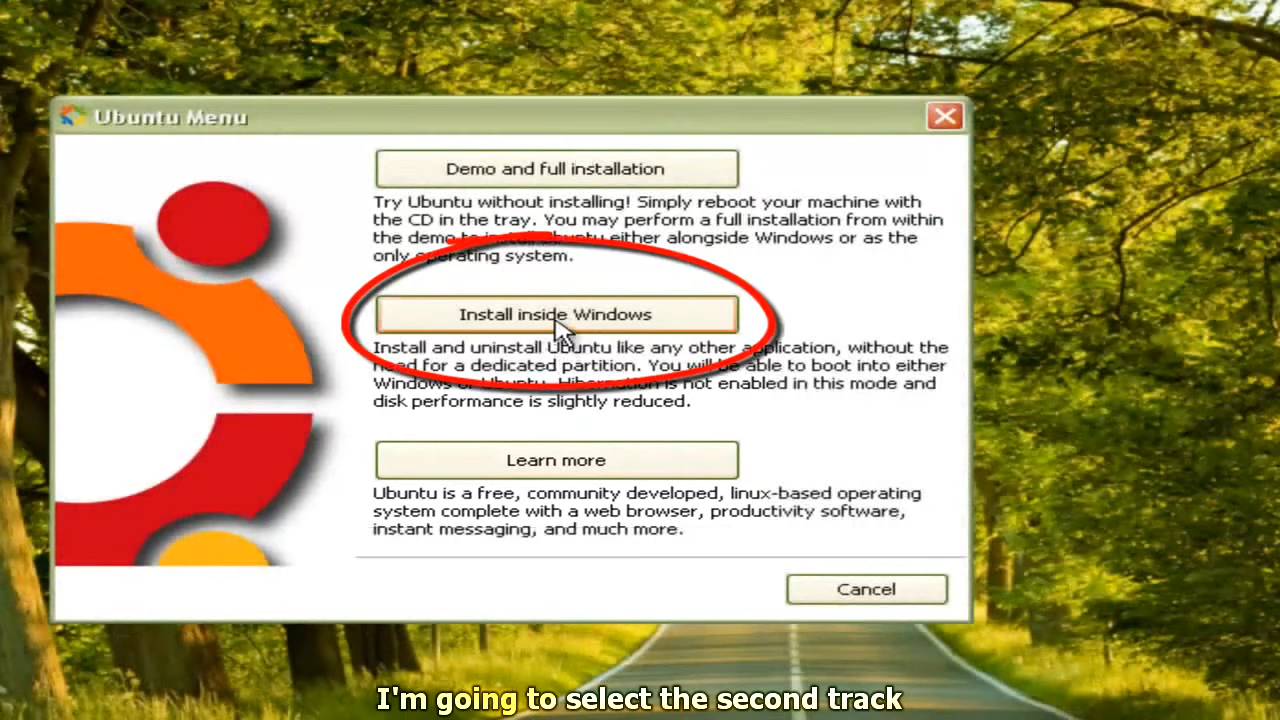 Ubuntu Menu
Demo and full installation
Try Ubuntu without installing! Simply reboot your machine with
the CD in the tray. You may perform a full installation from within
the demo to install Ubuntu either alongside Windows or as the
only operating system.
Install inside Windows
Install and uninstall Ubuntu like any other application, without the
need for a dedicated partition. You will be able to boot into either
Windows or Ubuntu. Hibernation is not enabled in this mode and
disk performance is slightly reduced.
Learn more
Ubuntu is a free, community developed, linux-based operating
system complete with a web browser, productivity software,
instant messaging, and much more.
Cancel
I'm going to select the second track